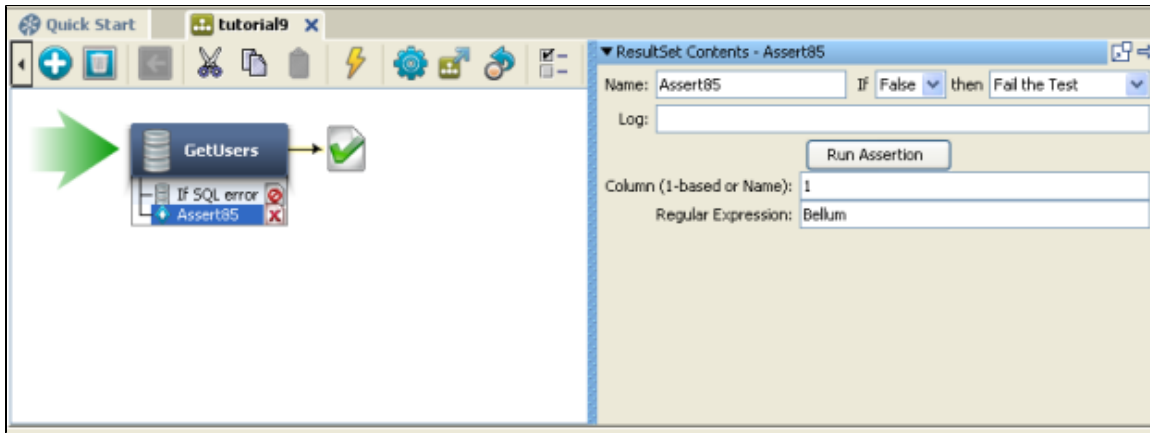 Quick Start
tutorial9
GetUsers
If SQL error
Assert85
ResultSet Contents - Assert85
Name: Assert85 If False then Fail the Test
Log:
Run Assertion
Column (1-based or Name): 1
Regular Expression: Bellum